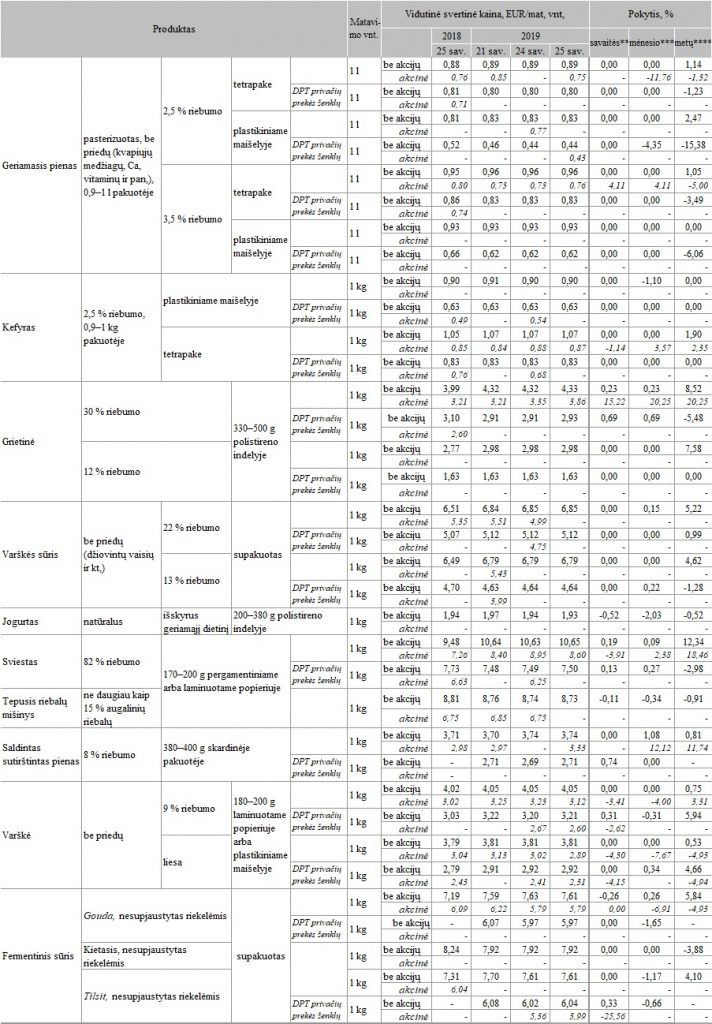 Produktas Matavi- Vidutinė svertinė kaina, EUR/mat, vnt, Pokytis, %
mo vnt. 2018 2019 savaitės** mėnesio*** metų****
25 sav. 21 sav. 24 sav. 25 sav.
Geriamasis pienas
pasterizuotas, be
priedų (kvapiųjų
medžiagų, Ca,
vitaminų ir pan,),
0,9–1 l pakuotėje
2,5 % riebumo
tetrapake
1 l be akcijų 0,88 0,89 0,89 0,89 0,00 0,00 1,14
akcinė 0,76 0,85 - 0,75 - -11,76 -1,32
DPT privačių
prekės ženklų
1 l be akcijų 0,81 0,80 0,80 0,80 0,00 0,00 -1,23
akcinė 0,71 - - - - - -
plastikiniame
maišelyje
1 l be akcijų 0,81 0,83 0,83 0,83 0,00 0,00 2,47
akcinė - - 0,77 - - - -
DPT privačių
prekės ženklų
1 l be akcijų 0,52 0,46 0,44 0,44 0,00 -4,35 -15,38
akcinė - - - 0,43 - - -
3,5 % riebumo
tetrapake
1 l be akcijų 0,95 0,96 0,96 0,96 0,00 0,00 1,05
akcinė 0,80 0,73 0,73 0,76 4,11 4,11 -5,00
DPT privačių
prekės ženklų
1 l be akcijų 0,86 0,83 0,83 0,83 0,00 0,00 -3,49
akcinė 0,74 - - - - - -
plastikiniame
maišelyje
1 l be akcijų 0,93 0,93 0,93 0,93 0,00 0,00 0,00
akcinė - - - - - - -
DPT privačių
prekės ženklų
1 l be akcijų 0,66 0,62 0,62 0,62 0,00 0,00 -6,06
akcinė - - - - - - -
Kefyras
2,5 % riebumo,
0,9–1 kg
pakuotėje
plastikiniame maišelyje
1 kg be akcijų 0,90 0,91 0,90 0,90 0,00 -1,10 0,00
akcinė - - - - - - -
DPT privačių
prekės ženklų
1 kg be akcijų 0,63 0,63 0,63 0,63 0,00 0,00 0,00
akcinė 0,49 - 0,54 - - - -
tetrapake
1 kg be akcijų 1,05 1,07 1,07 1,07 0,00 0,00 1,90
akcinė 0,85 0,84 0,88 0,87 -1,14 3,57 2,35
DPT privačių
prekės ženklų
1 kg be akcijų 0,83 0,83 0,83 0,83 0,00 0,00 0,00
akcinė 0,76 - 0,68 - - - -
Grietinė
30 % riebumo
330–500 g
polistireno
indelyje
1 kg be akcijų 3,99 4,32 4,32 4,33 0,23 0,23 8,52
akcinė 3,21 3,21 3,35 3,86 15,22 20,25 20,25
DPT privačių
prekės ženklų
1 kg be akcijų 3,10 2,91 2,91 2,93 0,69 0,69 -5,48
akcinė 2,60 - - - - - -
12 % riebumo
1 kg be akcijų 2,77 2,98 2,98 2,98 0,00 0,00 7,58
akcinė - - - - - - -
DPT privačių
prekės ženklų
1 kg be akcijų 1,63 1,63 1,63 1,63 0,00 0,00 0,00
akcinė - - - - - - -
Varškės sūris
be priedų
(džiovintų vaisių
ir kt,)
22 % riebumo
supakuotas
1 kg be akcijų 6,51 6,84 6,85 6,85 0,00 0,15 5,22
akcinė 5,35 5,51 4,99 - - - -
DPT privačių
prekės ženklų
1 kg be akcijų 5,07 5,12 5,12 5,12 0,00 0,00 0,99
akcinė - - 4,75 - - - -
13 % riebumo
1 kg be akcijų 6,49 6,79 6,79 6,79 0,00 0,00 4,62
akcinė - 5,43 - - - - -
DPT privačių
prekės ženklų
1 kg be akcijų 4,70 4,63 4,64 4,64 0,00 0,22 -1,28
akcinė - 3,99 - - - - -
Jogurtas natūralus
išskyrus
geriamąjį dietinį
200–380 g polistireno
indelyje
1 kg be akcijų 1,94 1,97 1,94 1,93 -0,52 -2,03 -0,52
akcinė - - - - - - -
Sviestas 82 % riebumo
170–200 g pergamentiniame
arba laminuotame popieriuje
1 kg be akcijų 9,48 10,64 10,63 10,65 0,19 0,09 12,34
akcinė 7,26 8,40 8,95 8,60 -3,91 2,38 18,46
DPT privačių
prekės ženklų
1 kg be akcijų 7,73 7,48 7,49 7,50 0,13 0,27 -2,98
akcinė 6,63 - 6,25 - - - -
Tepusis riebalų
mišinys
ne daugiau kaip
15 % augalinių
riebalų
1 kg be akcijų 8,81 8,76 8,74 8,73 -0,11 -0,34 -0,91
akcinė 6,75 6,85 6,75 - - - -
Saldintas
sutirštintas pienas
8 % riebumo
380–400 g skardinėje
pakuotėje
1 kg be akcijų 3,71 3,70 3,74 3,74 0,00 1,08 0,81
akcinė 2,98 2,97 - 3,33 - 12,12 11,74
DPT privačių
prekės ženklų
1 kg be akcijų - 2,71 2,69 2,71 0,74 0,00 -
akcinė - - - - - - -
Varškė be priedų
9 % riebumo
180–200 g
laminuotame
popieriuje
arba
plastikiniame
maišelyje
1 kg be akcijų 4,02 4,05 4,05 4,05 0,00 0,00 0,75
akcinė 3,02 3,25 3,23 3,12 -3,41 -4,00 3,31
DPT privačių
prekės ženklų
1 kg be akcijų 3,03 3,22 3,20 3,21 0,31 -0,31 5,94
akcinė - - 2,67 2,60 -2,62 - -
liesa
1 kg be akcijų 3,79 3,81 3,81 3,81 0,00 0,00 0,53
akcinė 3,04 3,13 3,02 2,89 -4,30 -7,67 -4,93
DPT privačių
prekės ženklų
1 kg be akcijų 2,79 2,91 2,92 2,92 0,00 0,34 4,66
akcinė 2,43 - 2,41 2,31 -4,15 - -4,94
Fermentinis sūris
Gouda, nesupjaustytas riekelėmis
supakuotas
1 kg be akcijų 7,19 7,59 7,63 7,61 -0,26 0,26 5,84
akcinė 6,09 6,22 5,79 5,79 0,00 -6,91 -4,93
DPT privačių
prekės ženklų
1 kg be akcijų - 6,07 5,97 5,97 0,00 -1,65 -
akcinė - - - - - - -
Kietasis, nesupjaustytas
riekelėmis
1 kg be akcijų 8,24 7,92 7,92 7,92 0,00 0,00 -3,88
akcinė - - - - - - -
Tilsit, nesupjaustytas riekelėmis
1 kg be akcijų 7,31 7,70 7,61 7,61 0,00 -1,17 4,10
akcinė 6,04 - - - - - -
DPT privačių
prekės ženklų
1 kg be akcijų - 6,08 6,02 6,04 0,33 -0,66 -
akcinė - - 5,36 3,99 -25,56 - -